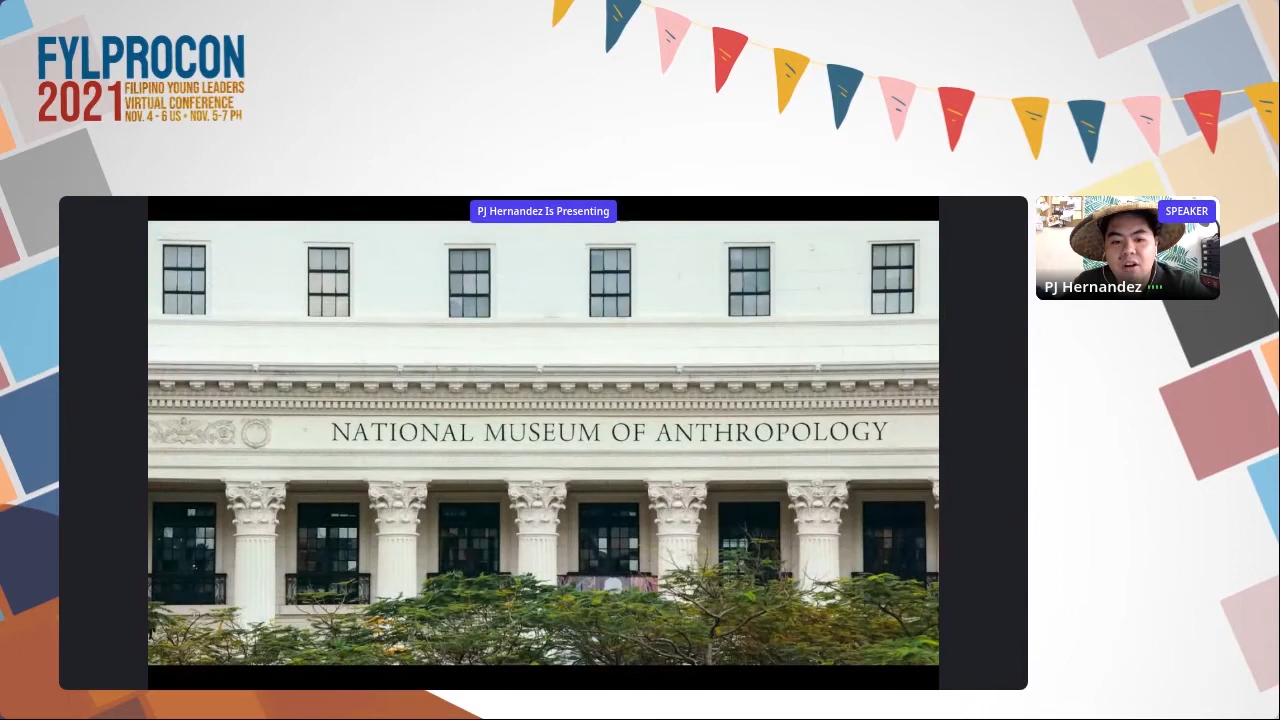 FYLPROCON
2021 FILIPINO YOUNG LEADERS
VIRTUAL CONFERENCE
NOV. 4 - 6 US • NOV. 5-7 PH
PJ Hernandez Is Presenting
SPEAKER
PJ Hernandez
NATIONAL MUSEUM OF ANTHROPOLOGY